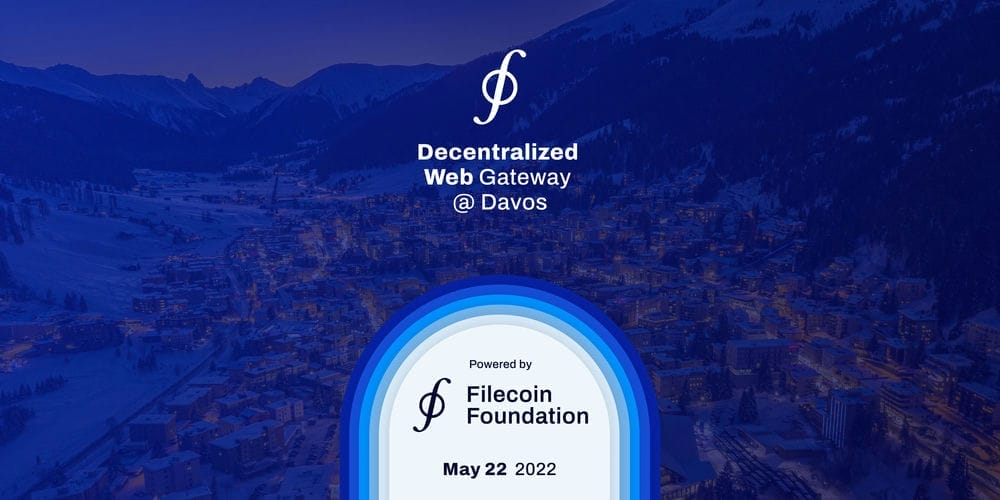 Decentralized
Web Gateway
@ Davos
Powered by
Filecoin
Foundation
May 22 2022